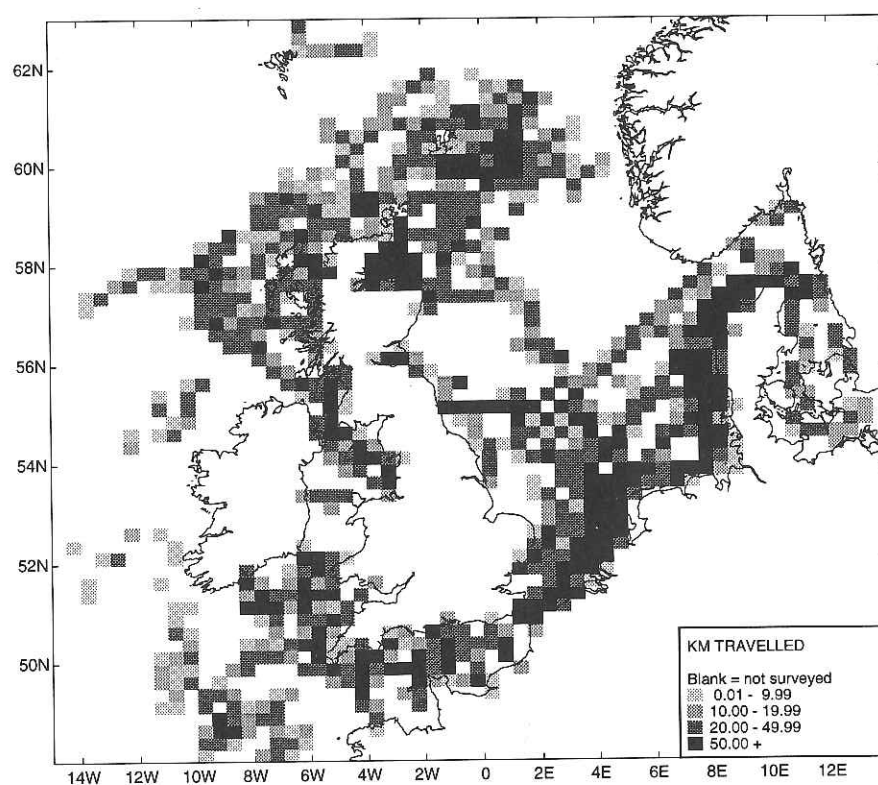 62N
60N
58N
56N
54N
52N
50N
KM TRAVELLED
Blank = not surveyed
0.01 - 9.99
10.00 - 19.99
20.00 - 49.99
50.00 +
14W 12W 10W 8W 6W 4W 2W 0 2E 4E 6E 8E 10E 12E